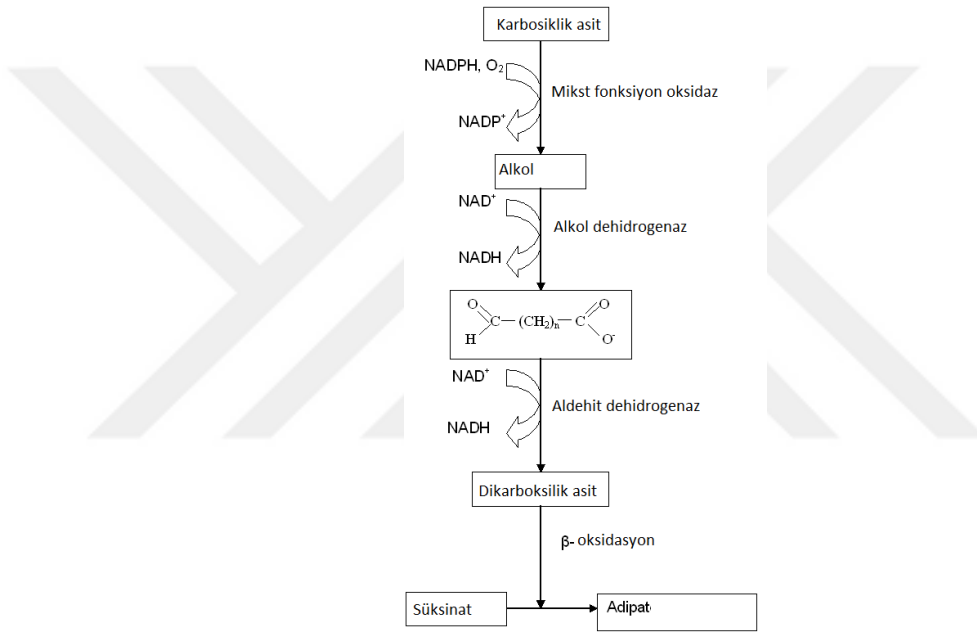 Karbosiklik asit
NADPH, O₂
Mikst fonksiyon oksidaz
NADP⁺
Alkol
NAD⁺
Alkol dehidrogenaz
NADH
O O
C—(CH₂)ₙ—C
H O⁻
NAD⁺
Aldehit dehidrogenaz
NADH
Dikarboksilik asit
β- oksidasyon
Süksinat
Adipat